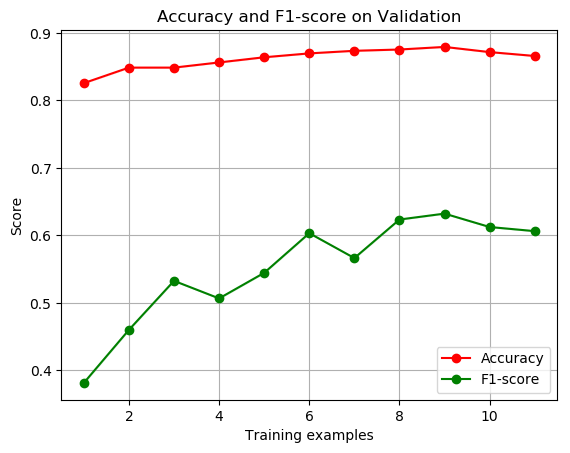 Accuracy and F1-score on Validation
0.9
0.8
0.7
0.6
0.5
0.4
Score
2 4 6 8 10
Training examples
Accuracy
F1-score